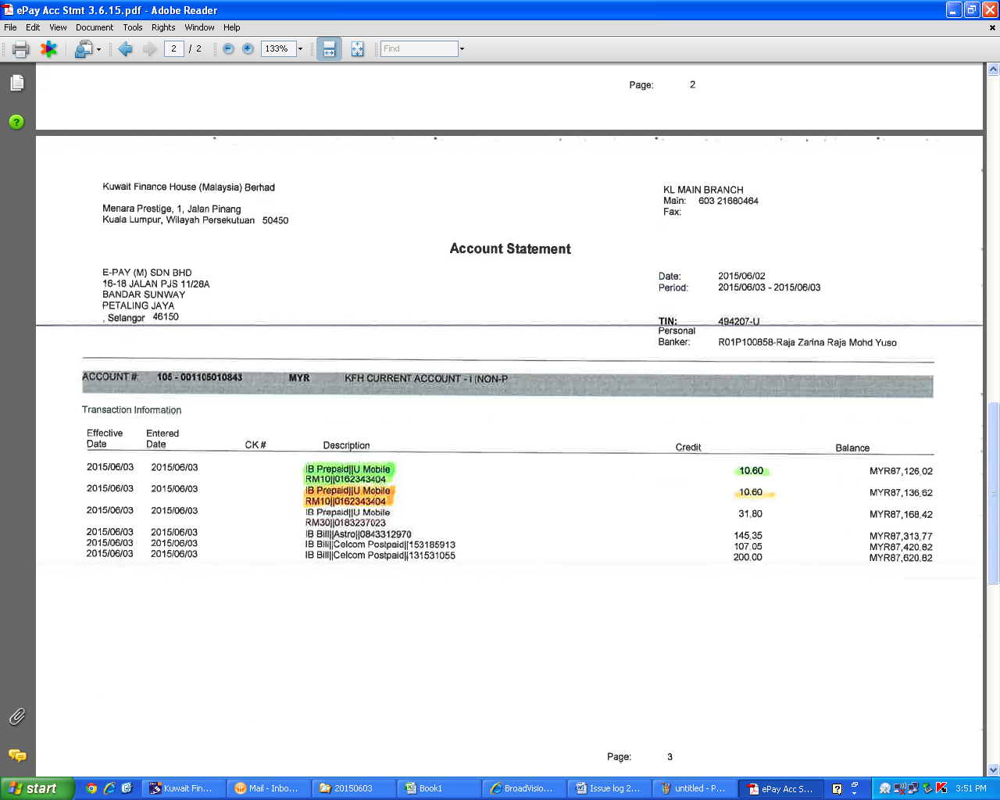 ePay Acc Stmt 3.6.15.pdf - Adobe Reader
File Edit View Document Tools Rights Window Help
2 / 2 133% Find
Page: 2
Kuwait Finance House (Malaysia) Berhad
KL MAIN BRANCH
Main: 603 21680464
Menara Prestige, 1, Jalan Pinang
Fax:
Kuala Lumpur, Wilayah Persekutuan 50450
Account Statement
E-PAY (M) SDN BHD
16-18 JALAN PJS 11/28A
BANDAR SUNWAY
PETALING JAYA
, Selangor 46150
Date: 2015/06/02
Period: 2015/06/03 - 2015/06/03
TIN: 494207-U
Personal
Banker: R01P100858-Raja Zarina Raja Mohd Yuso
ACCOUNT #: 105 - 001105010843 MYR KFH CURRENT ACCOUNT - I (NON-P
Transaction Information
Effective Entered
Date Date CK # Description Credit Balance
2015/06/03 2015/06/03 IB Prepaid||U Mobile 10.60 MYR87,126.02
RM10||0162343404
2015/06/03 2015/06/03 IB Prepaid||U Mobile 10.60 MYR87,136.62
RM10||0162343404
2015/06/03 2015/06/03 IB Prepaid||U Mobile 31.80 MYR87,168.42
RM30||0183237023
2015/06/03 2015/06/03 IB Bill||Astro||0843312970 145.35 MYR87,313.77
2015/06/03 2015/06/03 IB Bill||Celcom Postpaid||153185913 107.05 MYR87,420.82
2015/06/03 2015/06/03 IB Bill||Celcom Postpaid||131531055 200.00 MYR87,620.82
Page: 3
start Kuwait Fin... Mail - Inbo... 20150603 Book1 BroadVisio... Issue log 2... untitled - P... ePay Acc S... 3:51 PM